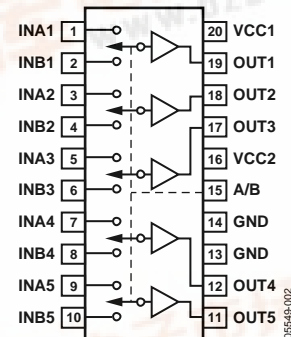 INA1 1 20 VCC1
INB1 2 19 OUT1
INA2 3 18 OUT2
INB2 4 17 OUT3
INA3 5 16 VCC2
INB3 6 15 A/B
INA4 7 14 GND
INB4 8 13 GND
INA5 9 12 OUT4
INB5 10 11 OUT5
05549-002